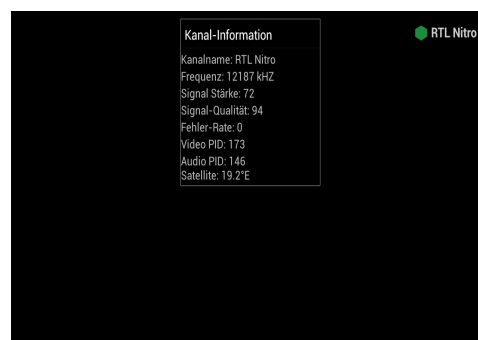 Kanal-Information
RTL Nitro
Kanalname: RTL Nitro
Frequenz: 12187 kHZ
Signal Stärke: 72
Signal-Qualität: 94
Fehler-Rate: 0
Video PID: 173
Audio PID: 146
Satellite: 19.2°E